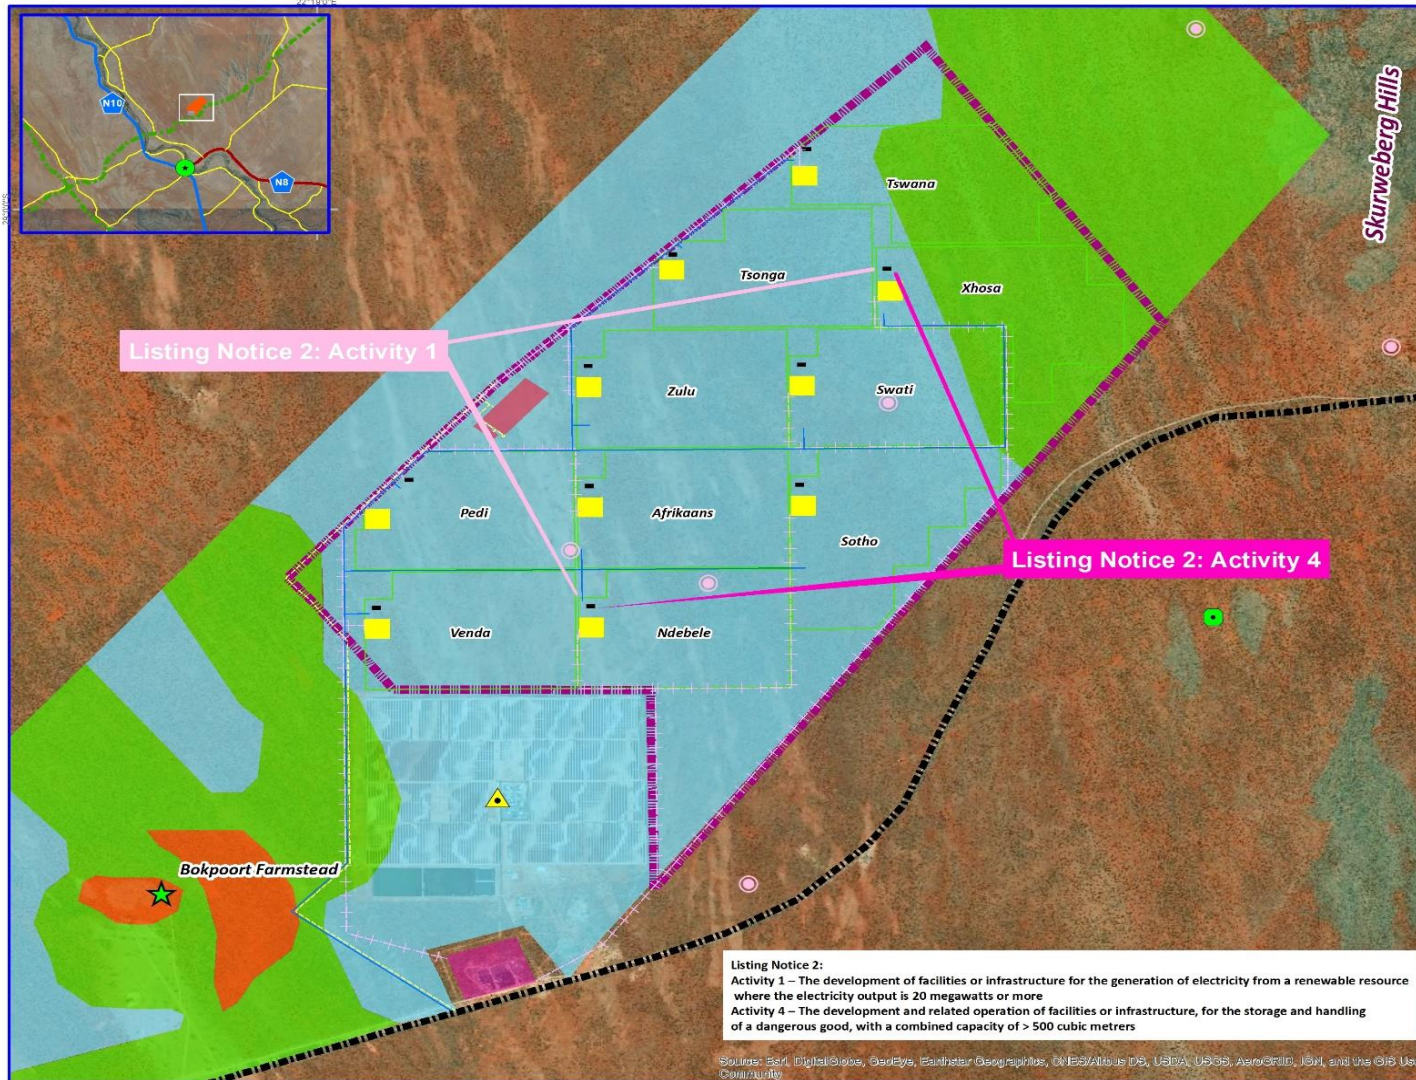 22°19'0"E
N10
N8
Skurweberg Hills
Tswana
Tsonga
Xhosa
Listing Notice 2: Activity 1
Zulu
Swati
Pedi
Afrikaans
Sotho
Listing Notice 2: Activity 4
Venda
Ndebele
Bokpoort Farmstead
Listing Notice 2:
Activity 1 – The development of facilities or infrastructure for the generation of electricity from a renewable resource
where the electricity output is 20 megawatts or more
Activity 4 – The development and related operation of facilities or infrastructure, for the storage and handling
of a dangerous good, with a combined capacity of > 500 cubic metrers
Source: Esri, DigitalGlobe, GeoEye, Earthstar Geographics, CNES/Airbus DS, USDA, USGS, AeroGRID, IGN, and the GIS
Community